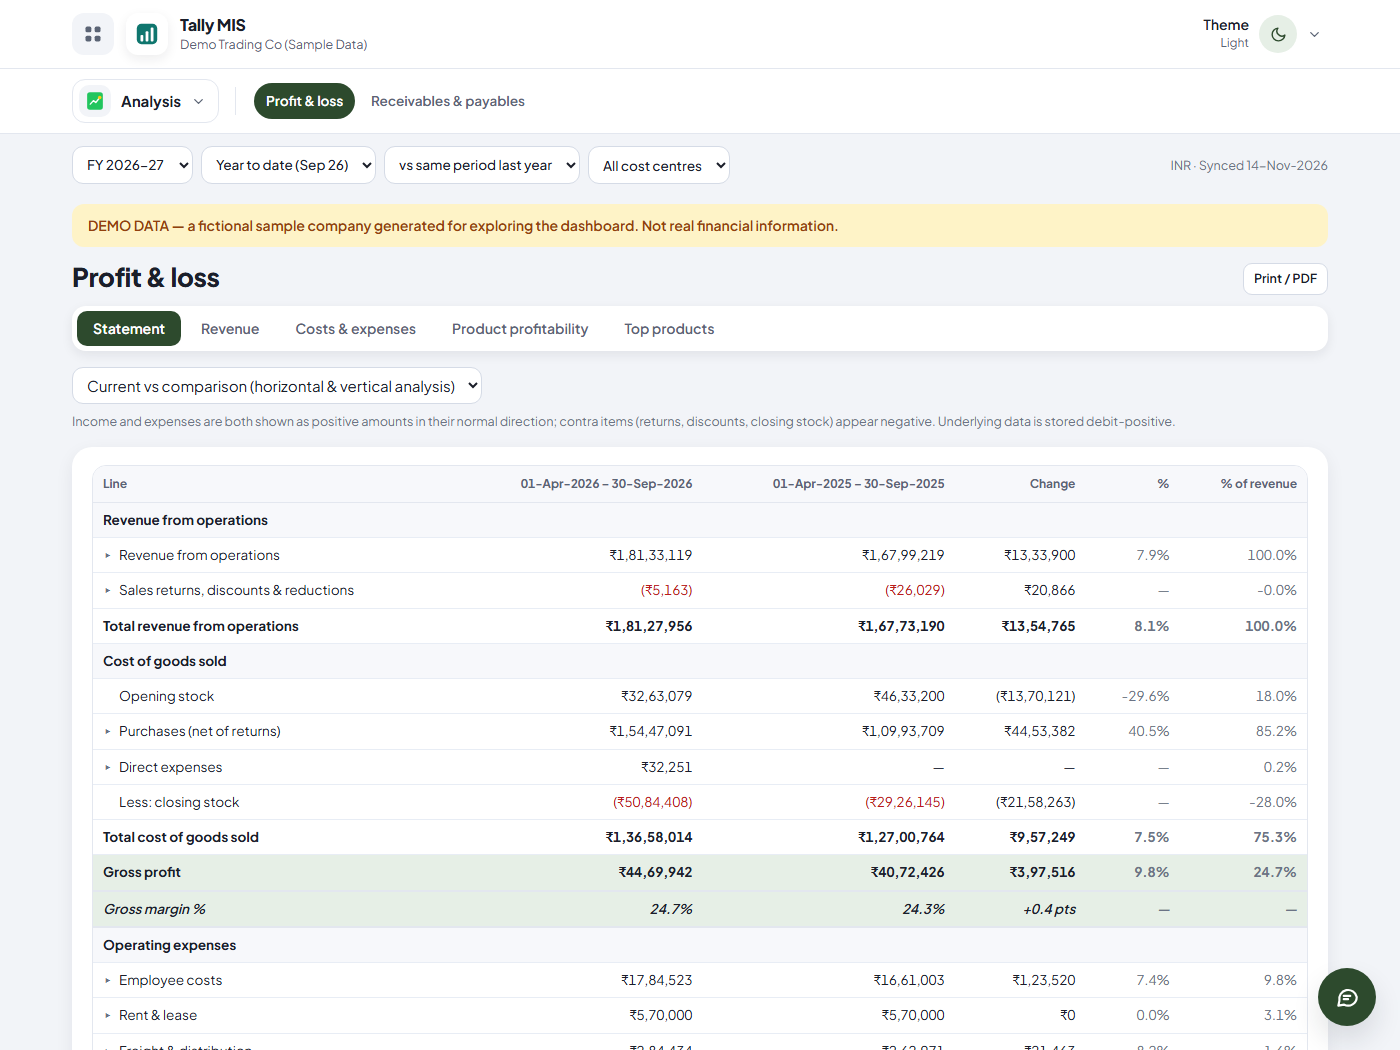 Tally MIS
Demo Trading Co (Sample Data)
Theme
Light
Analysis
Profit & loss
Receivables & payables
FY 2026-27
Year to date (Sep 26)
vs same period last year
All cost centres
INR · Synced 14-Nov-2026
DEMO DATA — a fictional sample company generated for exploring the dashboard. Not real financial information.
Profit & loss
Print / PDF
Statement Revenue Costs & expenses Product profitability Top products
Current vs comparison (horizontal & vertical analysis)
Income and expenses are both shown as positive amounts in their normal direction; contra items (returns, discounts, closing stock) appear negative. Underlying data is stored debit-positive.
Line 01-Apr-2026 – 30-Sep-2026 01-Apr-2025 – 30-Sep-2025 Change % % of revenue
Revenue from operations
Revenue from operations ₹1,81,33,119 ₹1,67,99,219 ₹13,33,900 7.9% 100.0%
Sales returns, discounts & reductions (₹5,163) (₹26,029) ₹20,866 — -0.0%
Total revenue from operations ₹1,81,27,956 ₹1,67,73,190 ₹13,54,765 8.1% 100.0%
Cost of goods sold
Opening stock ₹32,63,079 ₹46,33,200 (₹13,70,121) -29.6% 18.0%
Purchases (net of returns) ₹1,54,47,091 ₹1,09,93,709 ₹44,53,382 40.5% 85.2%
Direct expenses ₹32,251 — — — 0.2%
Less: closing stock (₹50,84,408) (₹29,26,145) (₹21,58,263) — -28.0%
Total cost of goods sold ₹1,36,58,014 ₹1,27,00,764 ₹9,57,249 7.5% 75.3%
Gross profit ₹44,69,942 ₹40,72,426 ₹3,97,516 9.8% 24.7%
Gross margin % 24.7% 24.3% +0.4 pts — —
Operating expenses
Employee costs ₹17,84,523 ₹16,61,003 ₹1,23,520 7.4% 9.8%
Rent & lease ₹5,70,000 ₹5,70,000 ₹0 0.0% 3.1%